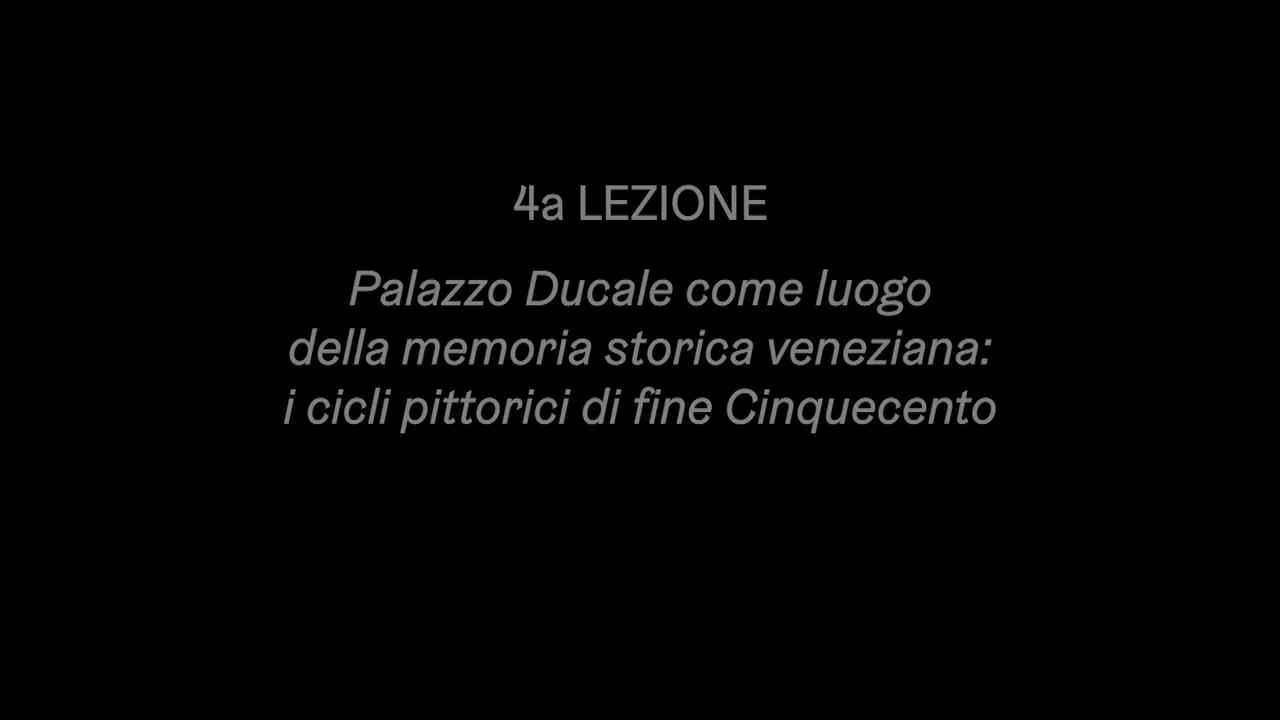 4a LEZIONE
Palazzo Ducale come luogo
della memoria storica veneziana:
i cicli pittorici di fine Cinquecento